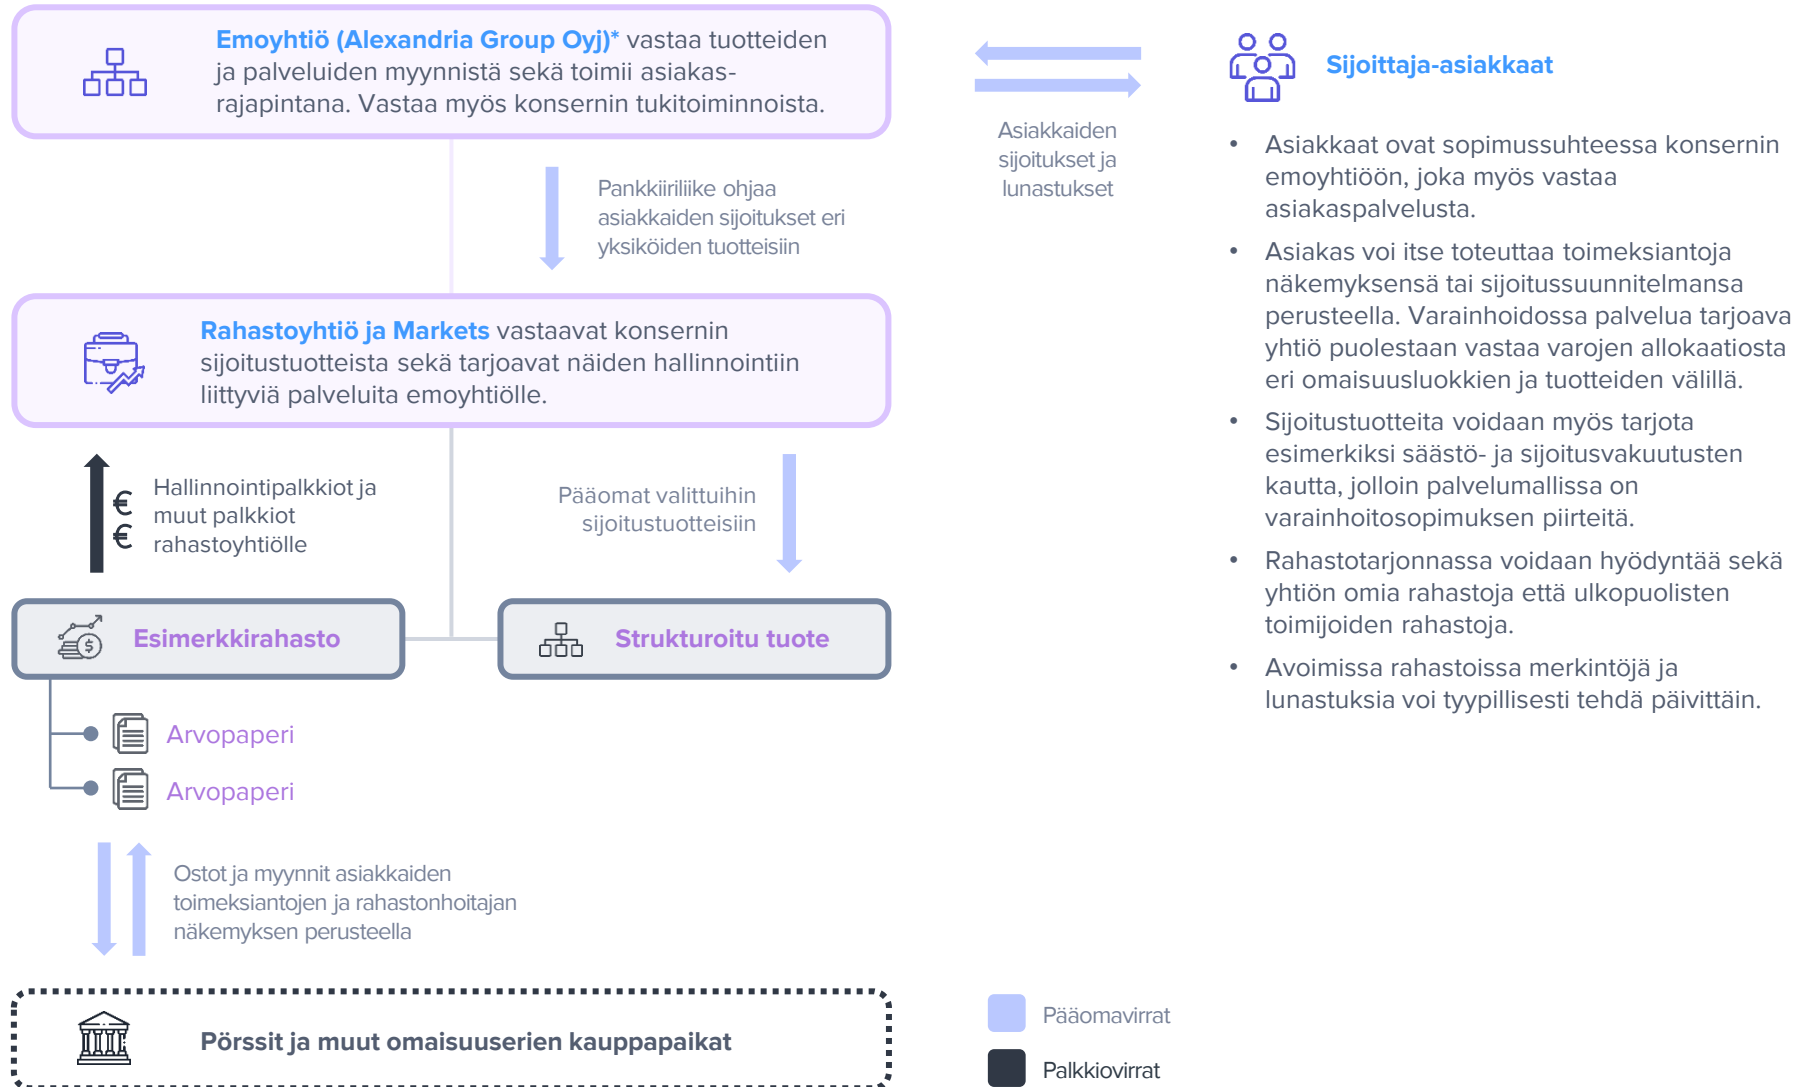 Emoyhtiö (Alexandria Group Oyj)* vastaa tuotteiden
ja palveluiden myynnistä sekä toimii asiakas-
rajapintana. Vastaa myös konsernin tukitoiminnoista.
Pankkiiriliike ohjaa
asiakkaiden sijoitukset eri
yksiköiden tuotteisiin
Rahastoyhtiö ja Markets vastaavat konsernin
sijoitustuotteista sekä tarjoavat näiden hallinnointiin
liittyviä palveluita emoyhtiölle.
€
€
Hallinnointipalkkiot ja
muut palkkiot
rahastoyhtiölle
Pääomat valittuihin
sijoitustuotteisiin
Esimerkkirahasto
Strukturoitu tuote
Arvopaperi
Arvopaperi
Ostot ja myynnit asiakkaiden
toimeksiantojen ja rahastonhoitajan
näkemyksen perusteella
Pörssit ja muut omaisuuserien kauppapaikat
Asiakkaiden
sijoitukset ja
lunastukset
Sijoittaja-asiakkaat
• Asiakkaat ovat sopimussuhteessa konsernin
emoyhtiöön, joka myös vastaa
asiakaspalvelusta.
• Asiakas voi itse toteuttaa toimeksiantoja
näkemyksensä tai sijoitussuunnitelmansa
perusteella. Varainhoidossa palvelua tarjoava
yhtiö puolestaan vastaa varojen allokaatiosta
eri omaisuusluokkien ja tuotteiden välillä.
• Sijoitustuotteita voidaan myös tarjota
esimerkiksi säästö- ja sijoitusvakuutusten
kautta, jolloin palvelumallissa on
varainhoitosopimuksen piirteitä.
• Rahastotarjonnassa voidaan hyödyntää sekä
yhtiön omia rahastoja että ulkopuolisten
toimijoiden rahastoja.
• Avoimissa rahastoissa merkintöjä ja
lunastuksia voi tyypillisesti tehdä päivittäin.
Pääomavirrat
Palkkiovirrat